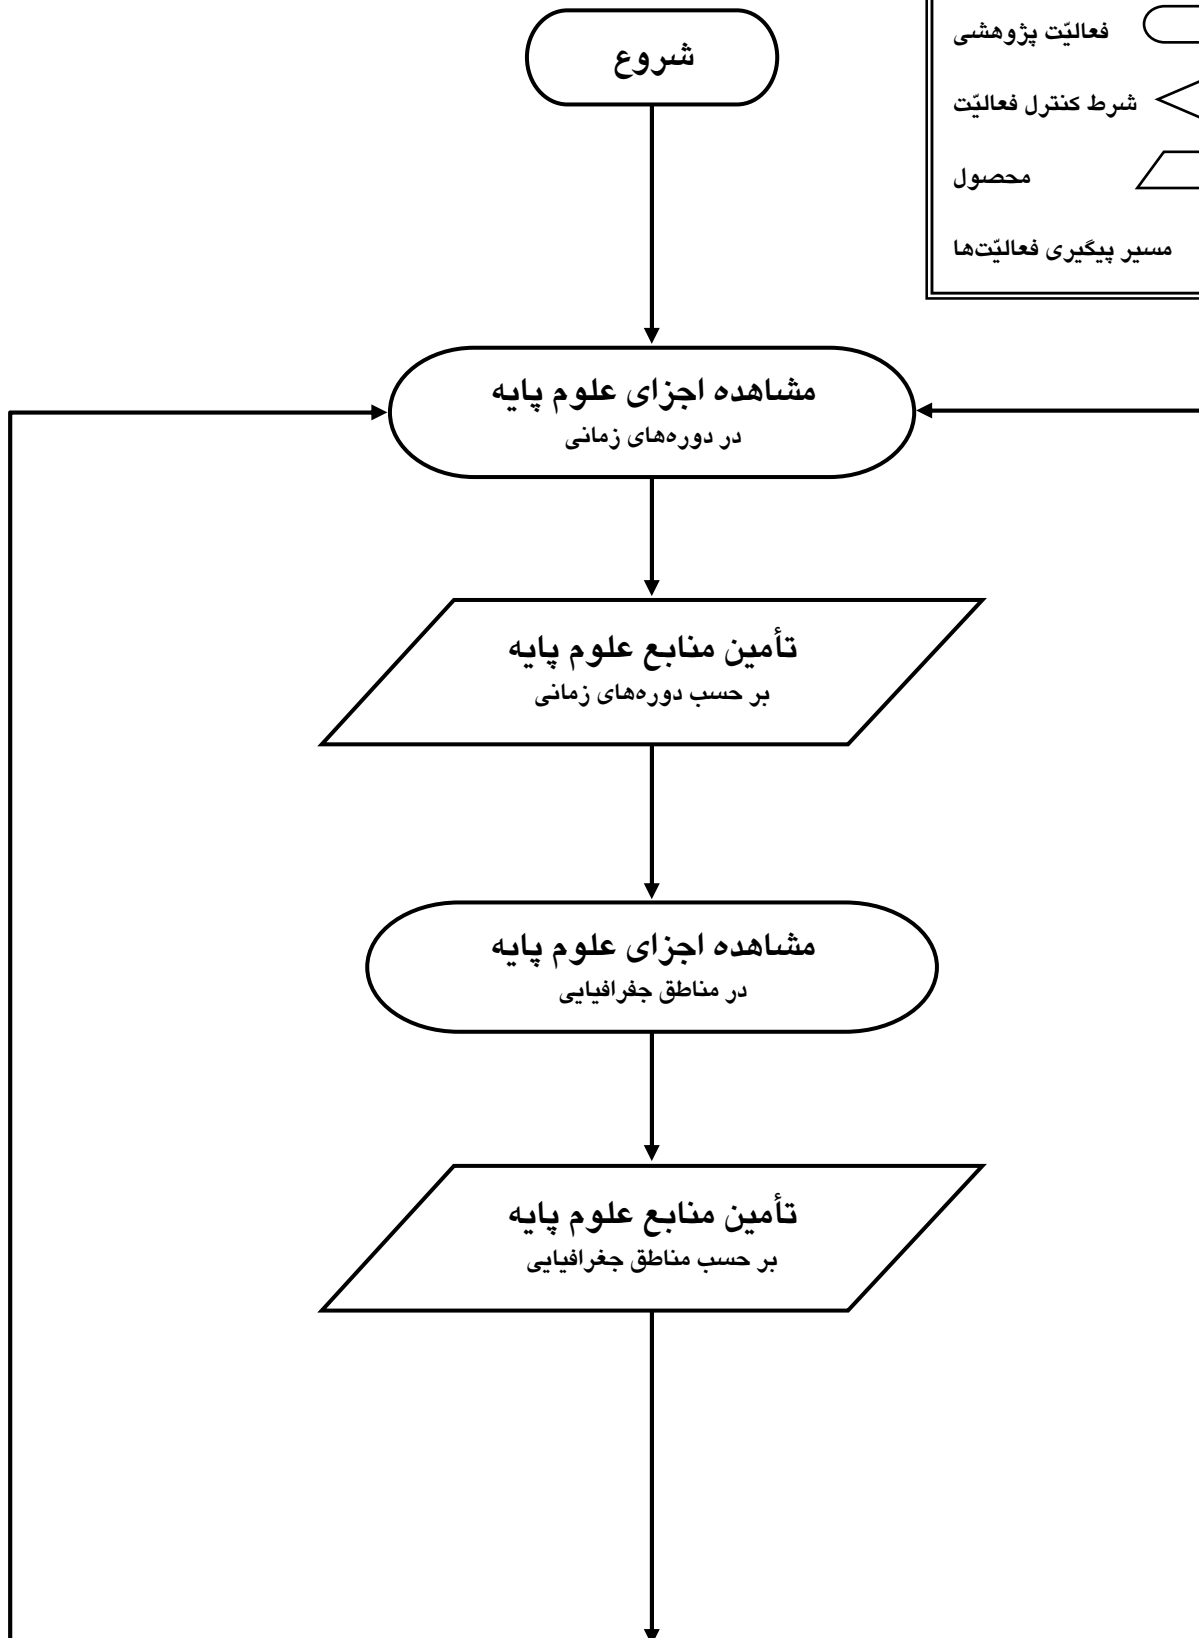 فعالیّت پژوهشی
شرط کنترل فعالیّت
محصول
مسیر پیگیری فعالیّت‌ها
شروع
مشاهده اجزای علوم پایه
در دوره‌های زمانی
تأمین منابع علوم پایه
بر حسب دوره‌های زمانی
مشاهده اجزای علوم پایه
در مناطق جفرافیایی
تأمین منابع علوم پایه
بر حسب مناطق جغرافیایی